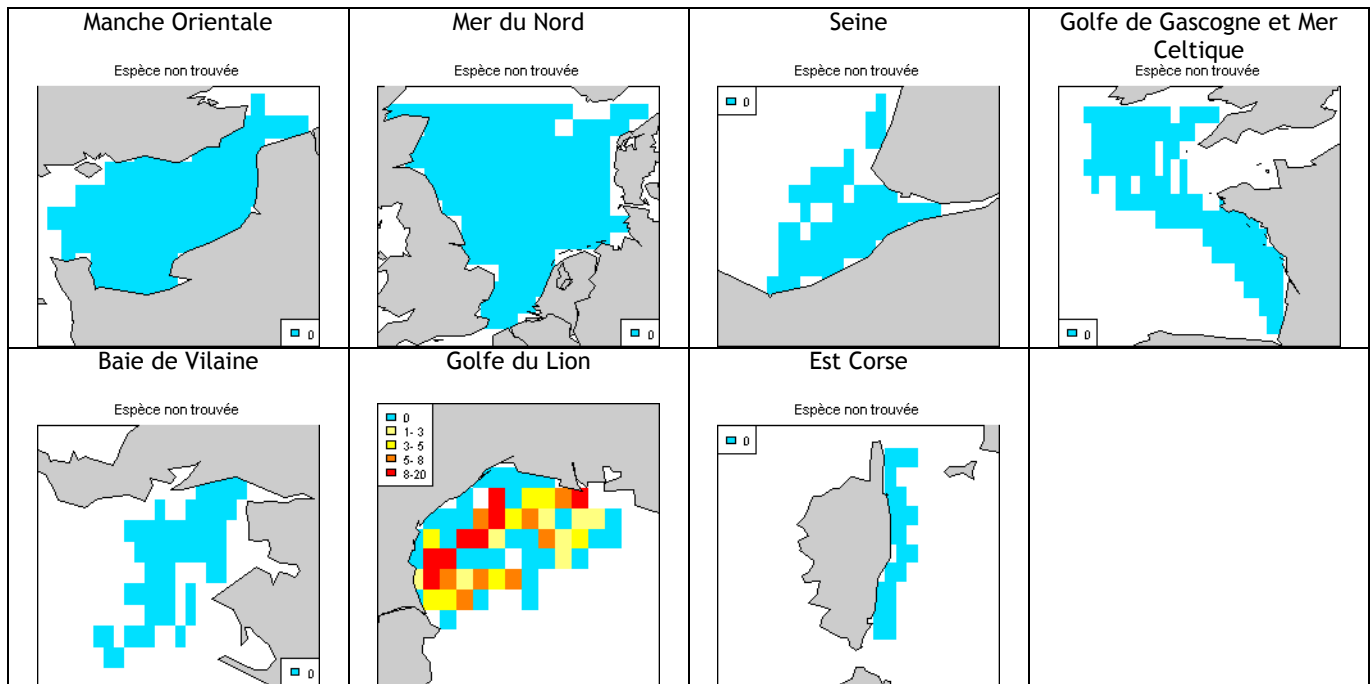 Manche Orientale
Espèce non trouvée
0
Mer du Nord
Espèce non trouvée
0
Seine
Espèce non trouvée
0
Golfe de Gascogne et Mer
Celtique
Espèce non trouvée
0
Baie de Vilaine
Espèce non trouvée
0
Golfe du Lion
0
1- 3
3- 5
5- 8
8-20
Est Corse
Espèce non trouvée
0